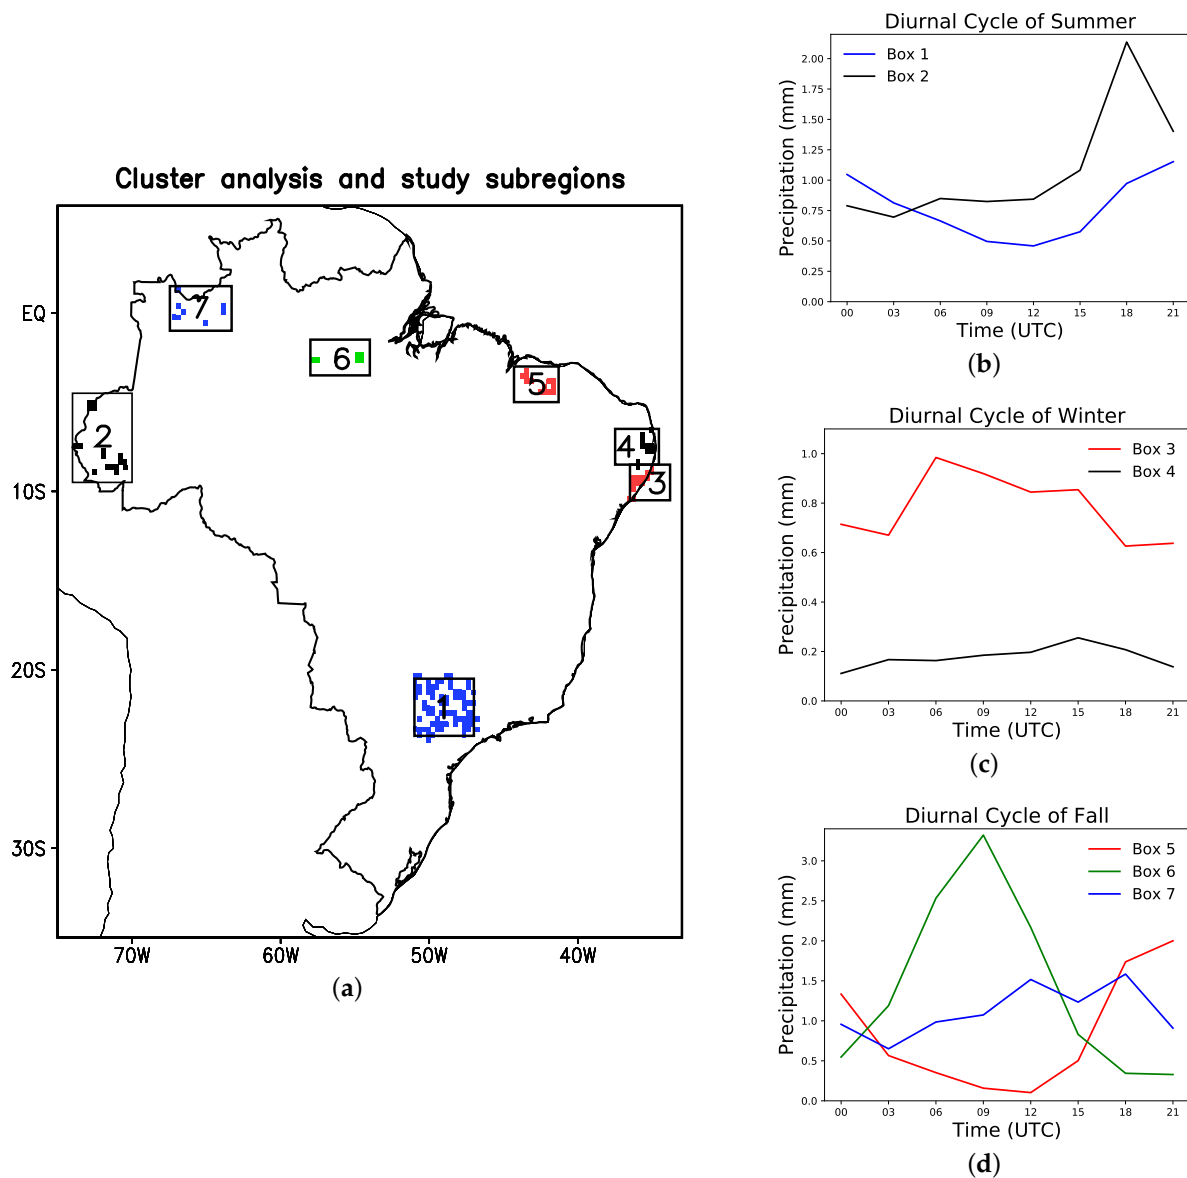 Cluster analysis and study subregions
EQ
10S
20S
30S
70W
60W
50W
40W
7
6
5
2
4
3
1
(a)
Diurnal Cycle of Summer
Precipitation (mm)
2.00
1.75
1.50
1.25
1.00
0.75
0.50
0.25
0.00
Box 1
Box 2
00 03 06 09 12 15 18 21
Time (UTC)
(b)
Diurnal Cycle of Winter
Precipitation (mm)
1.0
0.8
0.6
0.4
0.2
0.0
Box 3
Box 4
00 03 06 09 12 15 18 21
Time (UTC)
(c)
Diurnal Cycle of Fall
Precipitation (mm)
3.0
2.5
2.0
1.5
1.0
0.5
0.0
Box 5
Box 6
Box 7
00 03 06 09 12 15 18 21
Time (UTC)
(d)